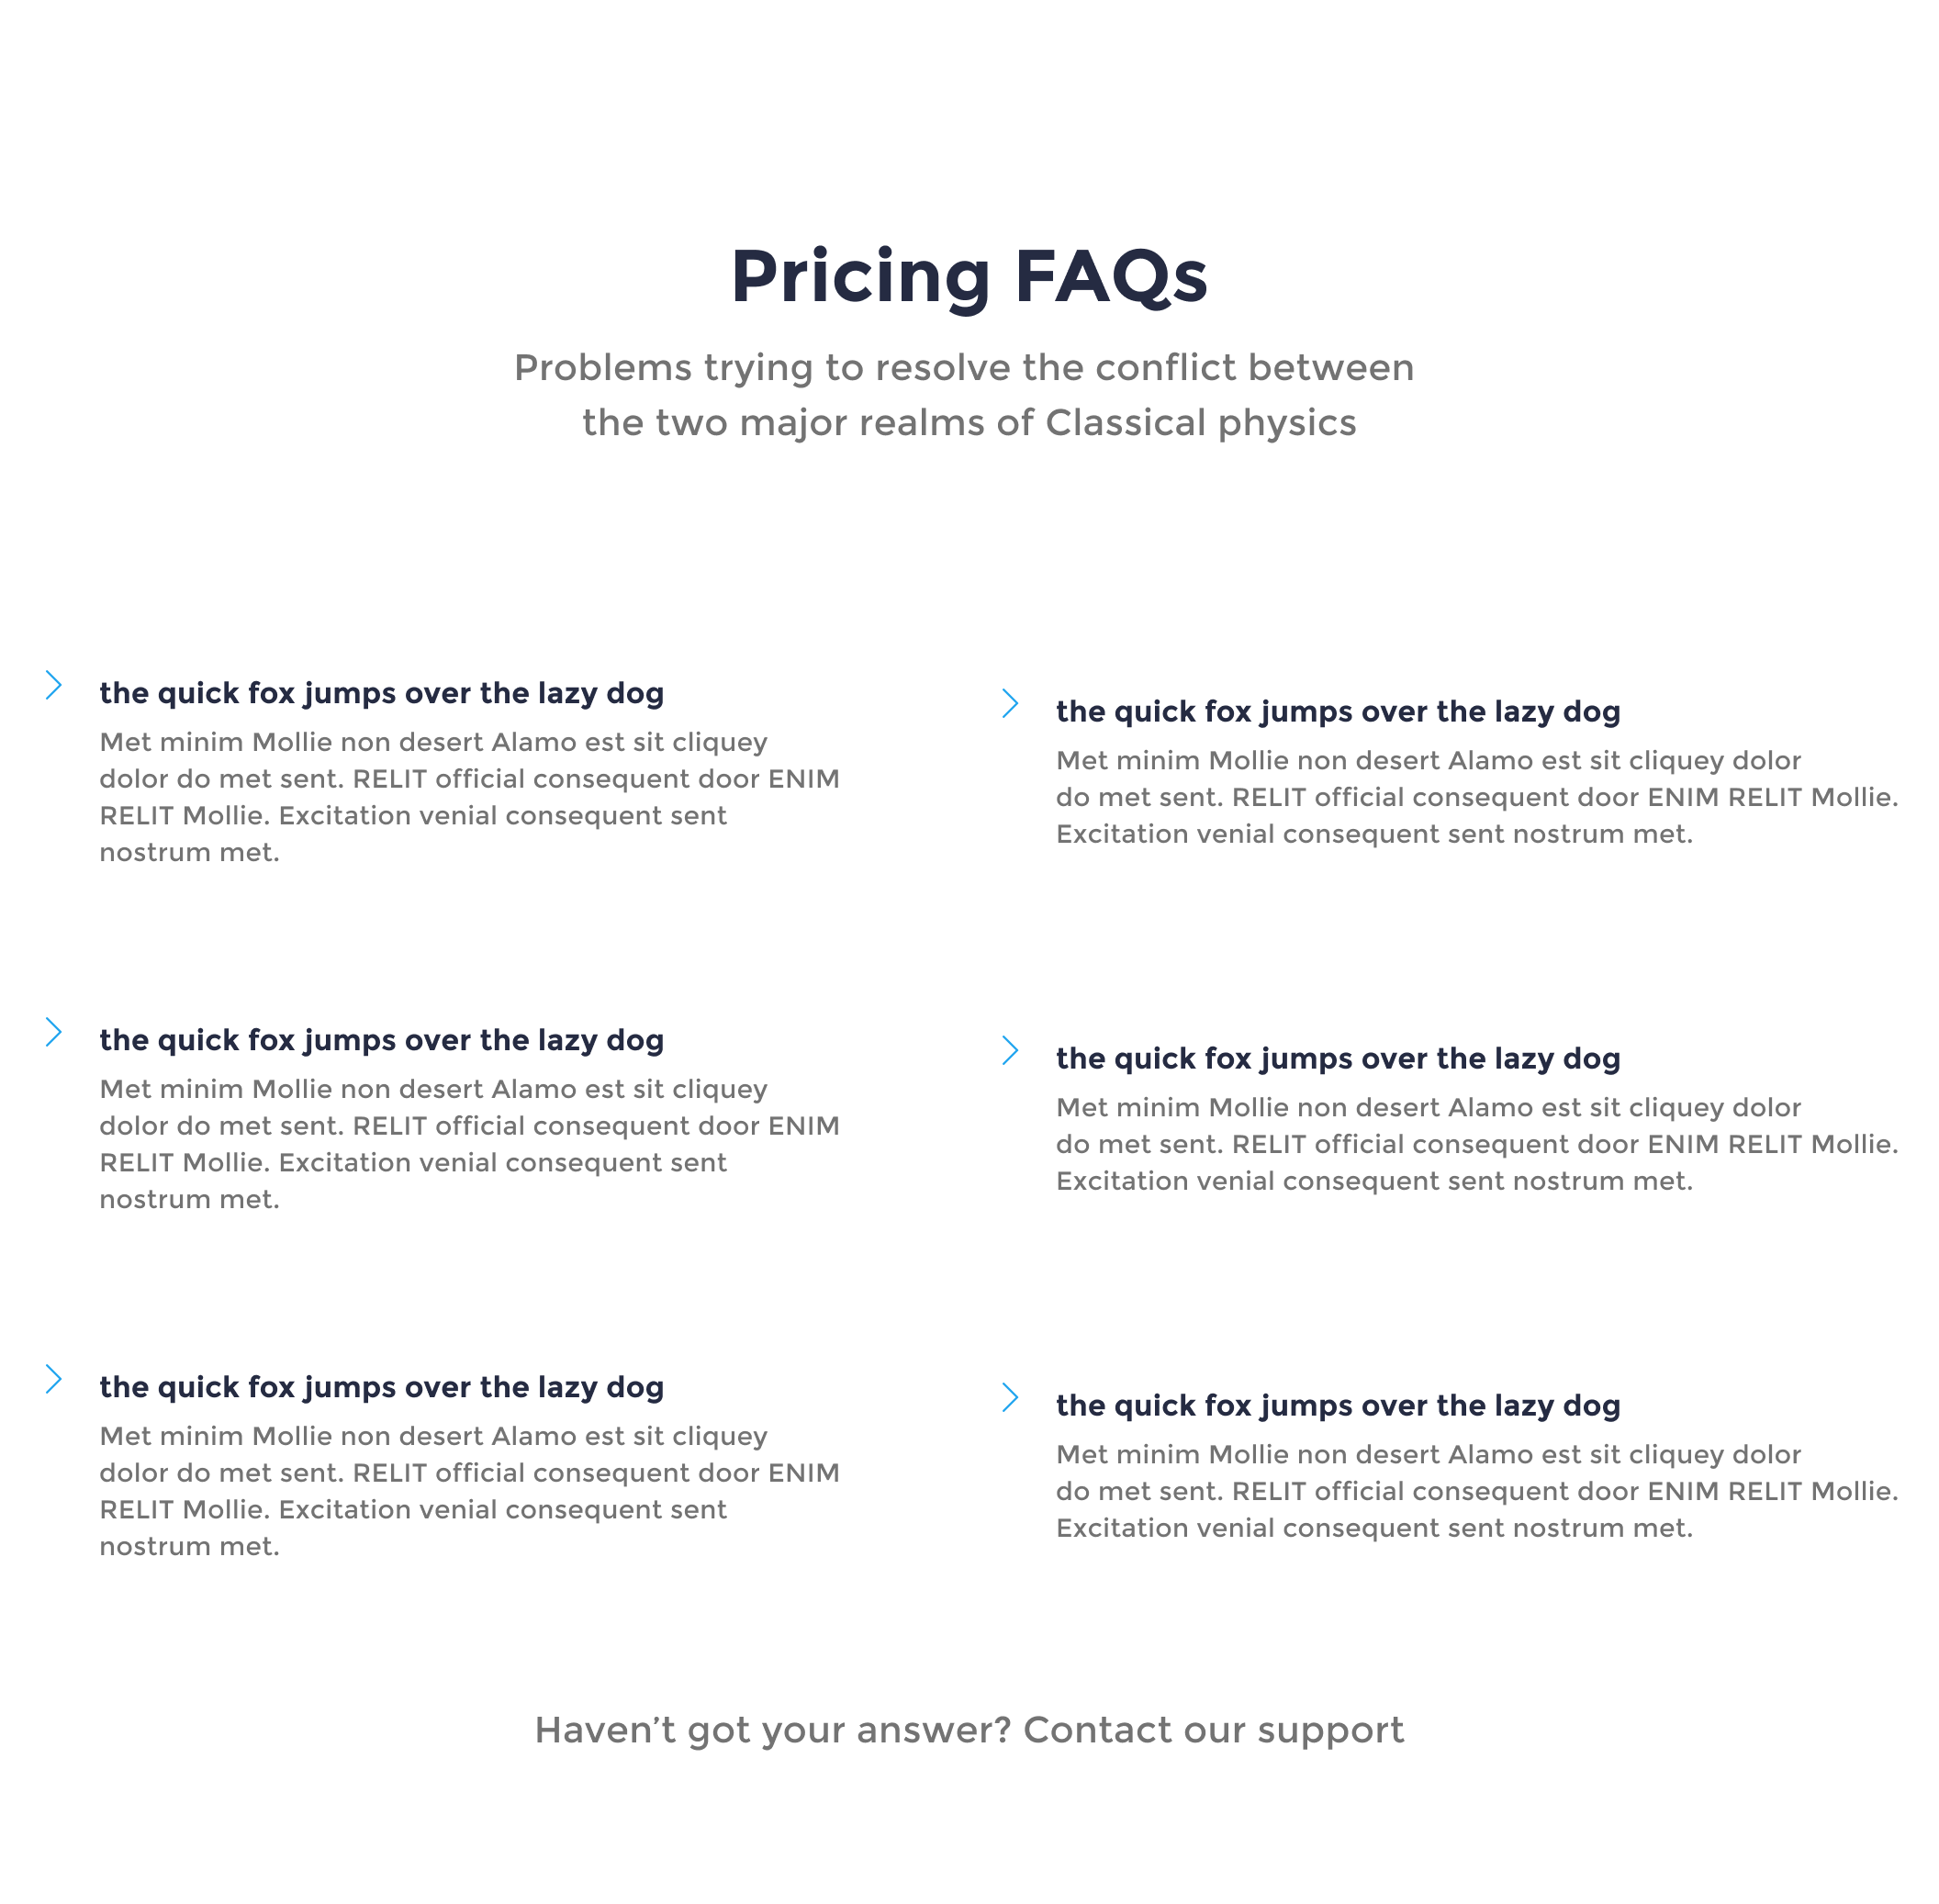 Pricing FAQs
Problems trying to resolve the conflict between
the two major realms of Classical physics
the quick fox jumps over the lazy dog
Met minim Mollie non desert Alamo est sit cliquey
dolor do met sent. RELIT official consequent door ENIM
RELIT Mollie. Excitation venial consequent sent
nostrum met.
the quick fox jumps over the lazy dog
Met minim Mollie non desert Alamo est sit cliquey dolor
do met sent. RELIT official consequent door ENIM RELIT Mollie.
Excitation venial consequent sent nostrum met.
the quick fox jumps over the lazy dog
Met minim Mollie non desert Alamo est sit cliquey
dolor do met sent. RELIT official consequent door ENIM
RELIT Mollie. Excitation venial consequent sent
nostrum met.
the quick fox jumps over the lazy dog
Met minim Mollie non desert Alamo est sit cliquey dolor
do met sent. RELIT official consequent door ENIM RELIT Mollie.
Excitation venial consequent sent nostrum met.
the quick fox jumps over the lazy dog
Met minim Mollie non desert Alamo est sit cliquey
dolor do met sent. RELIT official consequent door ENIM
RELIT Mollie. Excitation venial consequent sent
nostrum met.
the quick fox jumps over the lazy dog
Met minim Mollie non desert Alamo est sit cliquey dolor
do met sent. RELIT official consequent door ENIM RELIT Mollie.
Excitation venial consequent sent nostrum met.
Haven’t got your answer? Contact our support